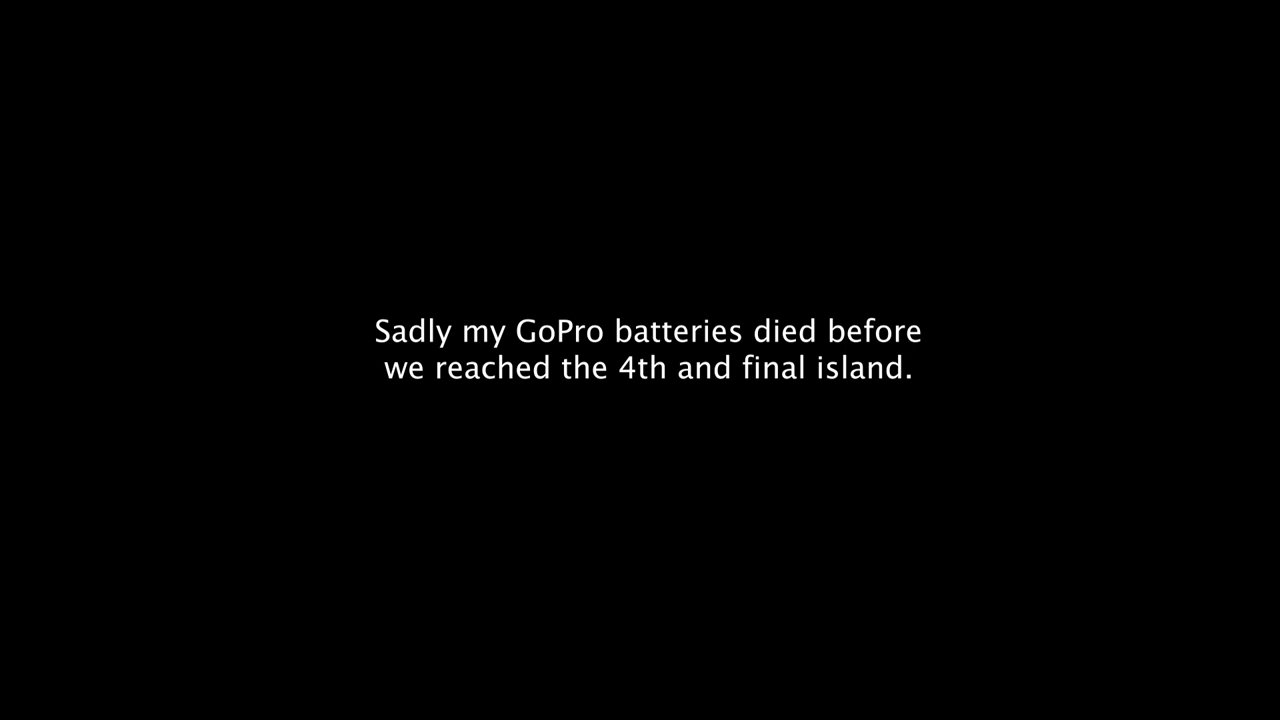 Sadly my GoPro batteries died before
we reached the 4th and final island.